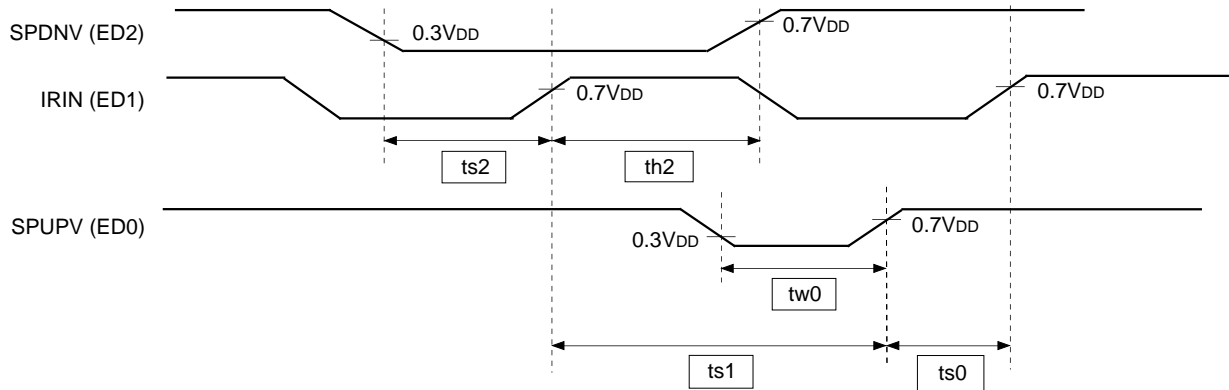 SPDNV (ED2)
0.3VDD
0.7VDD
IRIN (ED1)
0.7VDD
0.7VDD
ts2
th2
SPUPV (ED0)
0.3VDD
0.7VDD
tw0
ts1
ts0